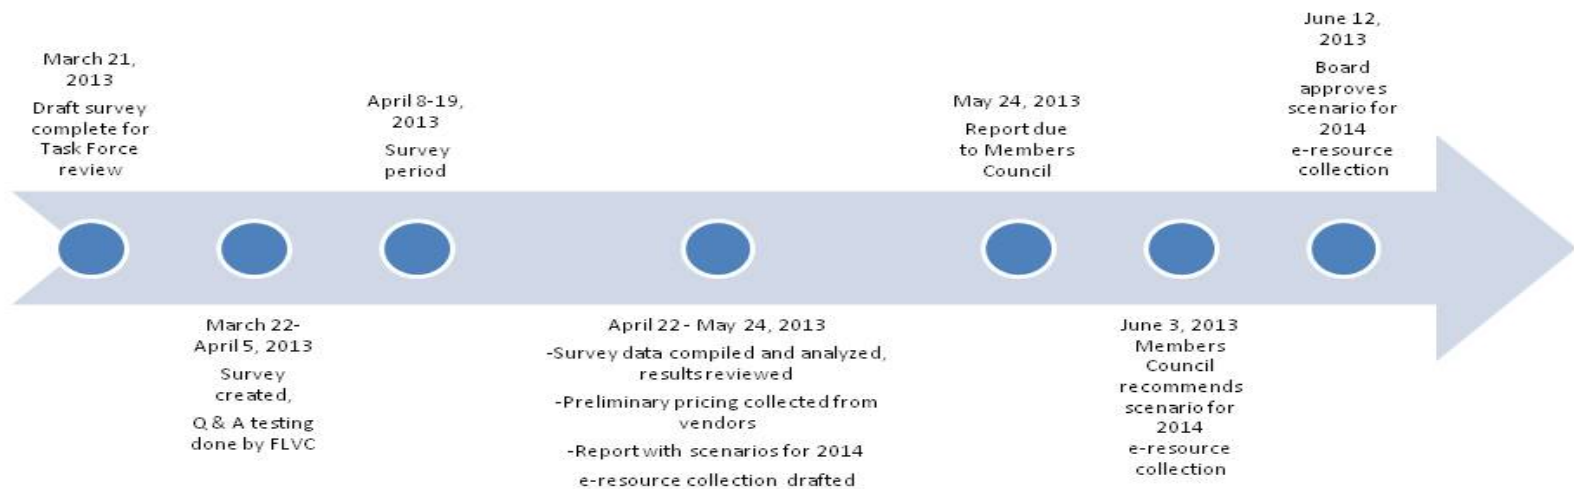 March 21,
2013
Draft survey
complete for
Task Force
review
March 22-
April 5, 2013
Survey
created,
Q & A testing
done by FLVC
April 8-19,
2013
Survey
period
April 22 - May 24, 2013
-Survey data compiled and analyzed,
results reviewed
-Preliminary pricing collected from
vendors
-Report with scenarios for 2014
e-resource collection drafted
May 24, 2013
Report due
to Members
Council
June 3, 2013
Members
Council
recommends
scenario for
2014
e-resource
collection
June 12,
2013
Board
approves
scenario for
2014
e-resource
collection